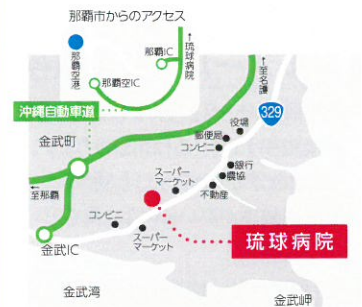 那覇市からのアクセス
那覇空港
那覇IC
那覇空IC
↑琉球病院
↑至名護
沖縄自動車道
329
役場
郵便局
コンビニ
金武町
銀行
農協
不動産
スーパー
マーケット
←
至那覇
コンビニ
スーパー
マーケット
琉球病院
金武IC
金武湾
金武岬